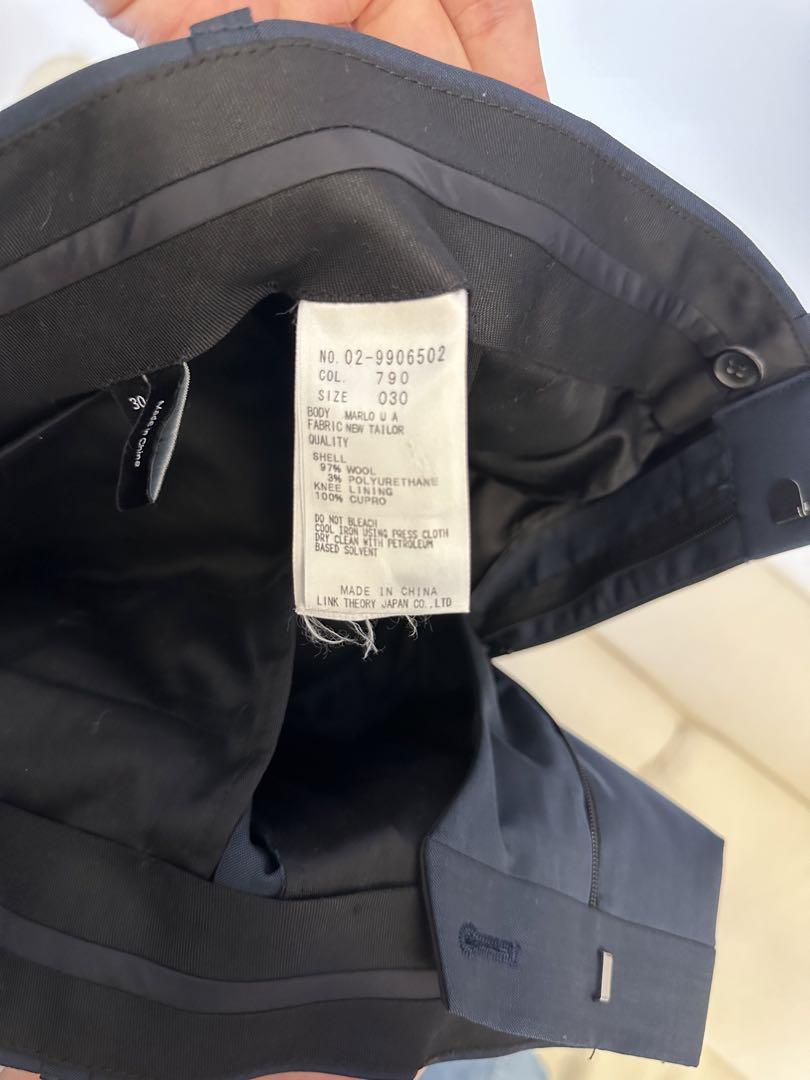 NO. 02-9906502
COL. 790
SIZE 030
BODY MARLO U A
FABRIC NEW TAILOR
QUALITY
SHELL
97% WOOL
3% POLYURETHANE
KNEE LINING
100% CUPRO
DO NOT BLEACH
COOL IRON USING PRESS CLOTH
DRY CLEAN WITH PETROLEUM
BASED SOLVENT
MADE IN CHINA
LINK THEORY JAPAN CO.,LTD
30
Made in China